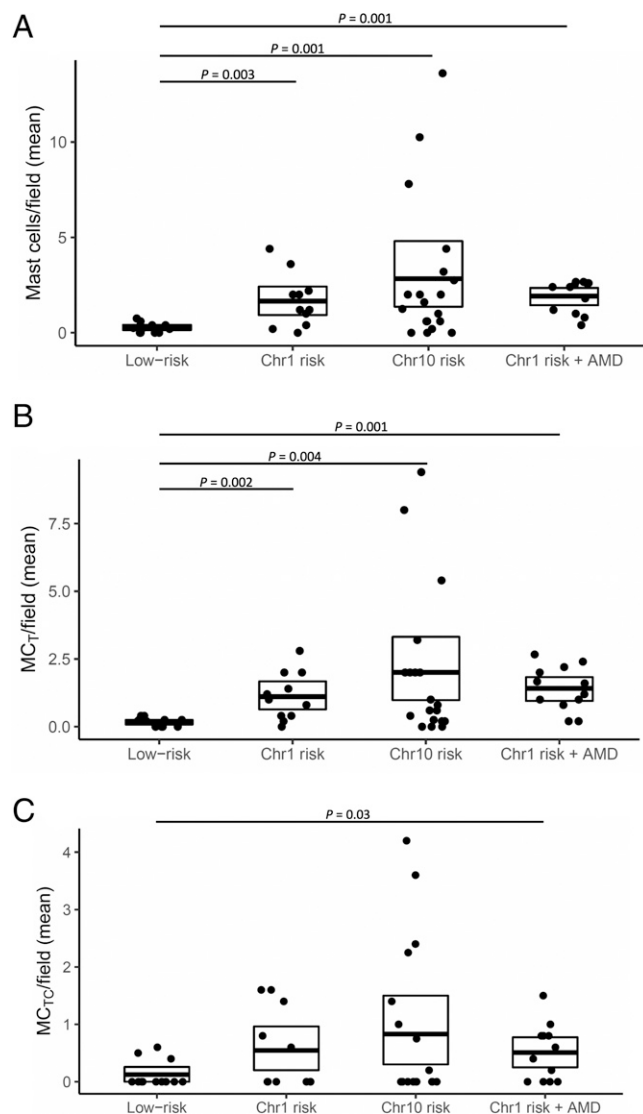 A
P = 0.001
P = 0.001
P = 0.003
Mast cells/field (mean)
10
5
0
Low-risk
Chr1 risk
Chr10 risk
Chr1 risk + AMD
B
P = 0.001
P = 0.004
P = 0.002
MCT/field (mean)
7.5
5.0
2.5
0.0
Low-risk
Chr1 risk
Chr10 risk
Chr1 risk + AMD
C
P = 0.03
MCTC/field (mean)
4
3
2
1
0
Low-risk
Chr1 risk
Chr10 risk
Chr1 risk + AMD